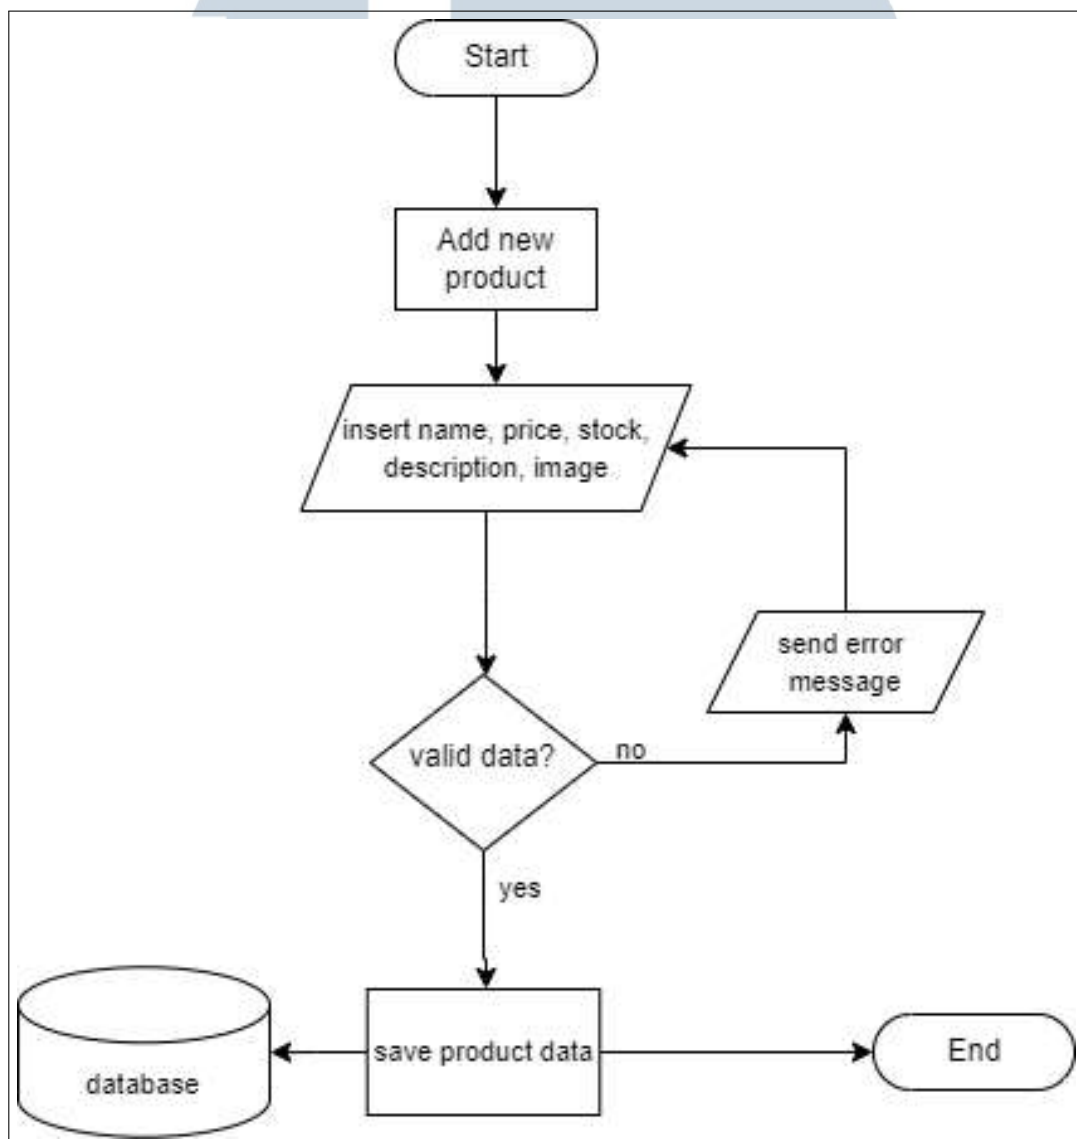 Start
Add new
product
insert name, price, stock,
description, image
send error
message
valid data?
no
yes
database
save product data
End